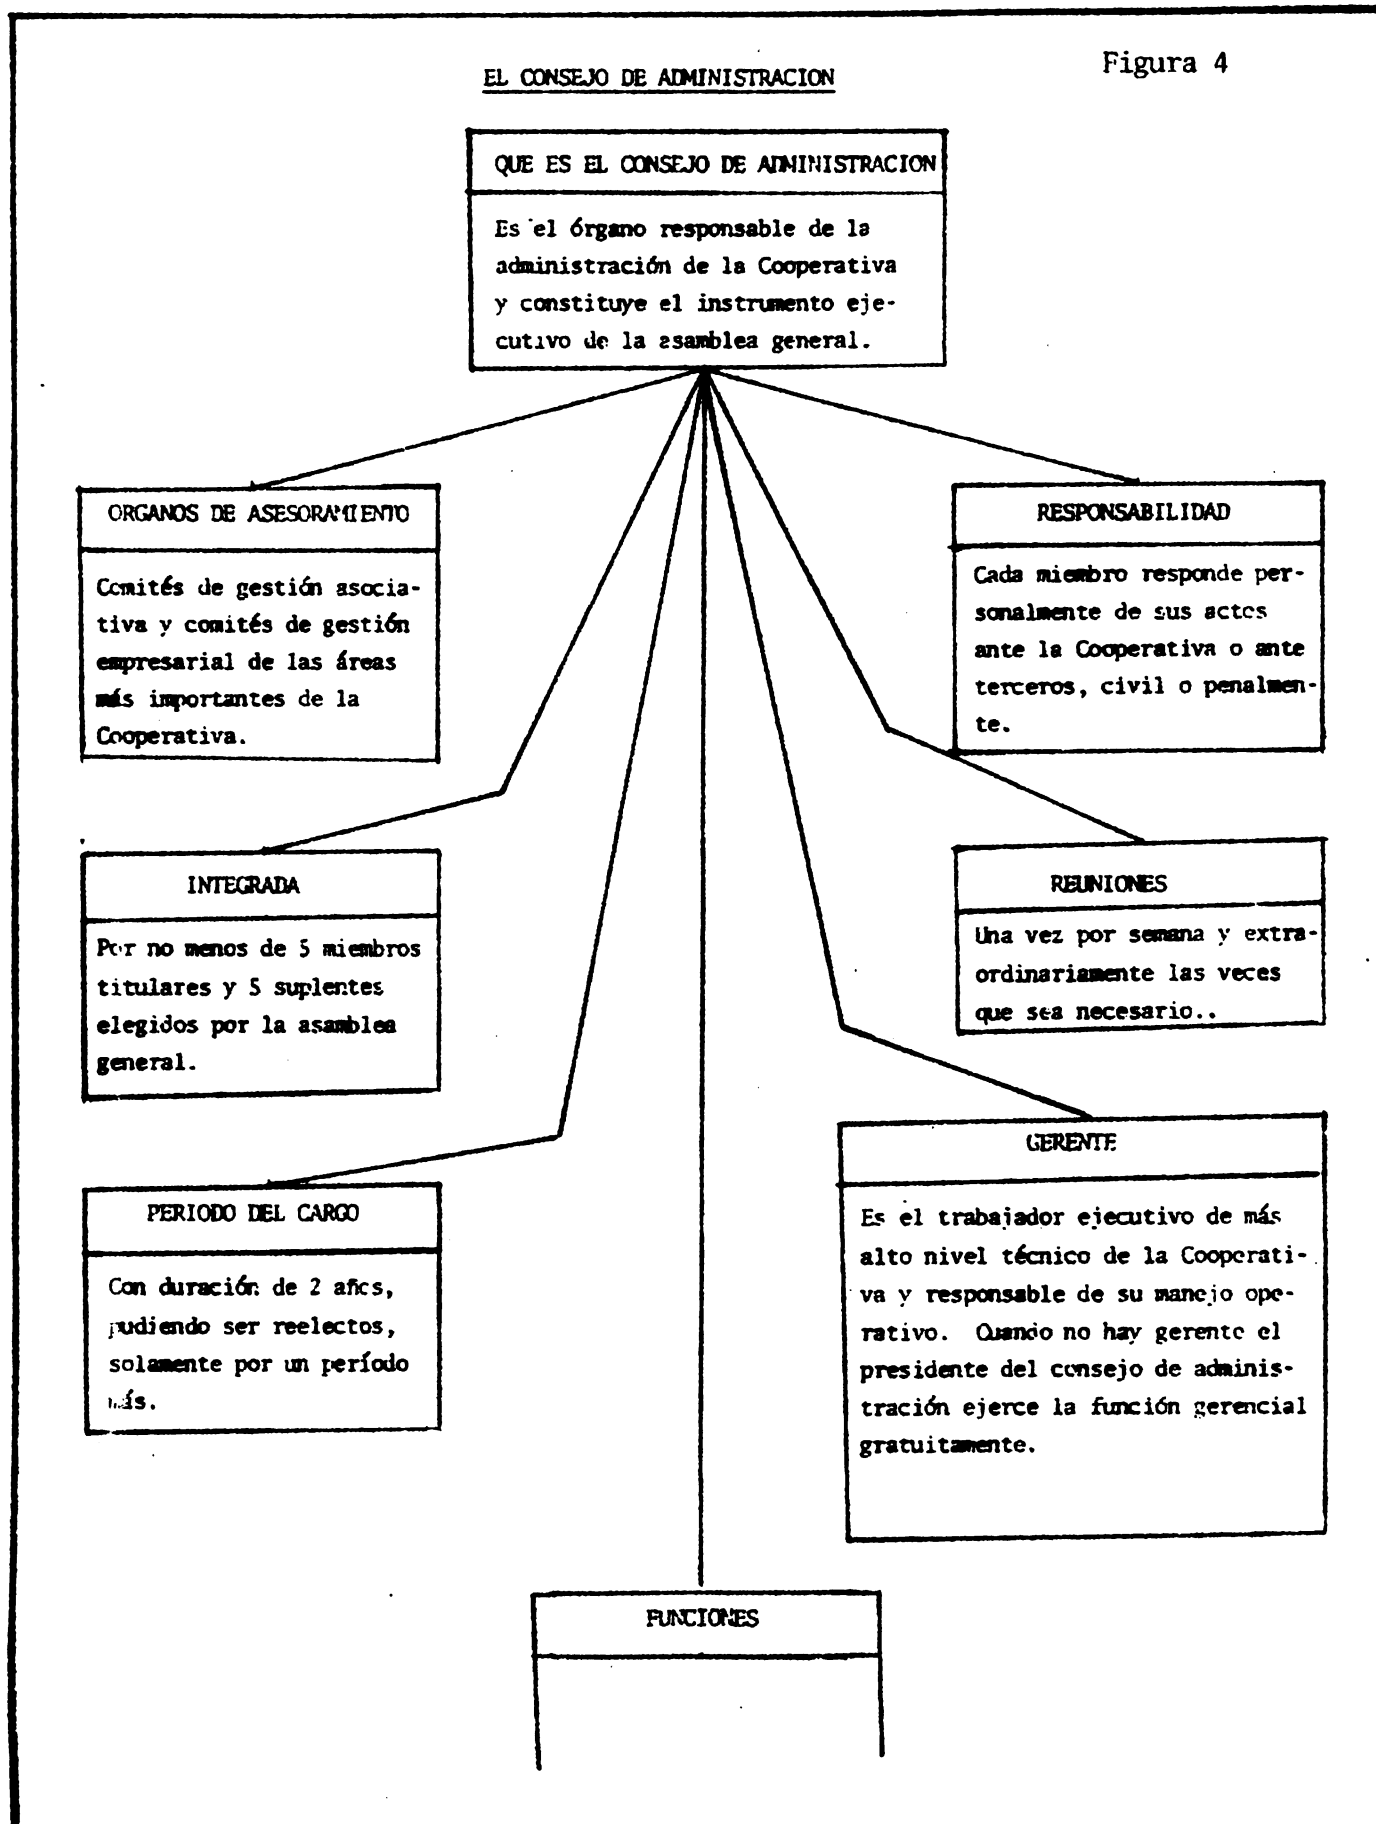 Figura 4
EL CONSEJO DE ADMINISTRACION
QUE ES EL CONSEJO DE ADMINISTRACION
Es el órgano responsable de la
administración de la Cooperativa
y constituye el instrumento eje-
cutivo de la asamblea general.
ORGANOS DE ASESORAMIENTO
Comités de gestión asocia-
tiva y comités de gestión
empresarial de las áreas
más importantes de la
Cooperativa.
RESPONSABILIDAD
Cada miembro responde per-
sonalmente de sus actos
ante la Cooperativa o ante
terceros, civil o penalmen-
te.
INTEGRADA
Por no menos de 5 miembros
titulares y 5 suplentes
elegidos por la asamblea
general.
REUNIONES
Una vez por semana y extra-
ordinariamente las veces
que sea necesario..
PERIODO DEL CARGO
Con duración de 2 años,
pudiendo ser reelectos,
solamente por un período
más.
GERENTE
Es el trabajador ejecutivo de más
alto nivel técnico de la Cooperati-
va y responsable de su manejo ope-
rativo. Cuando no hay gerente el
presidente del consejo de adminis-
tración ejerce la función gerencial
gratuitamente.
FUNCIONES